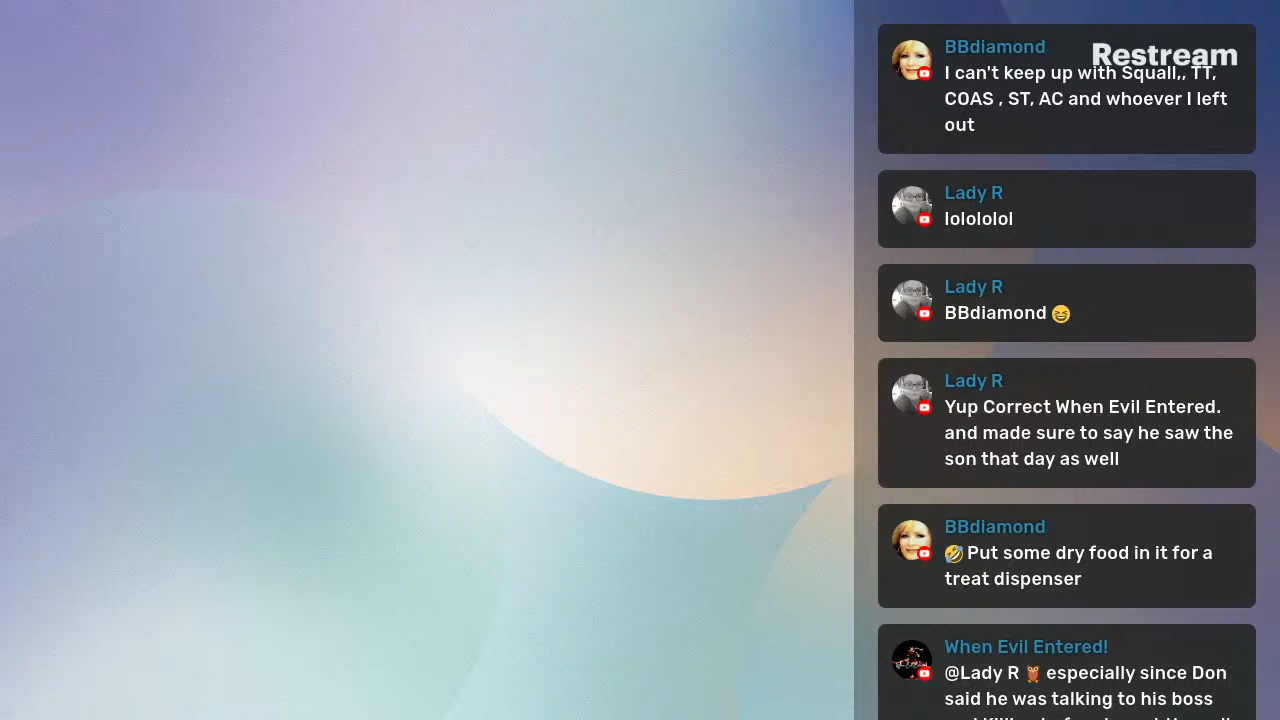 BBdiamond
Restream
I can't keep up with Squall,, TT,
COAS , ST, AC and whoever I left
out
Lady R
lolololol
Lady R
BBdiamond 😆
Lady R
Yup Correct When Evil Entered.
and made sure to say he saw the
son that day as well
BBdiamond
🤣Put some dry food in it for a
treat dispenser
When Evil Entered!
@Lady R 🦉 especially since Don
said he was talking to his boss